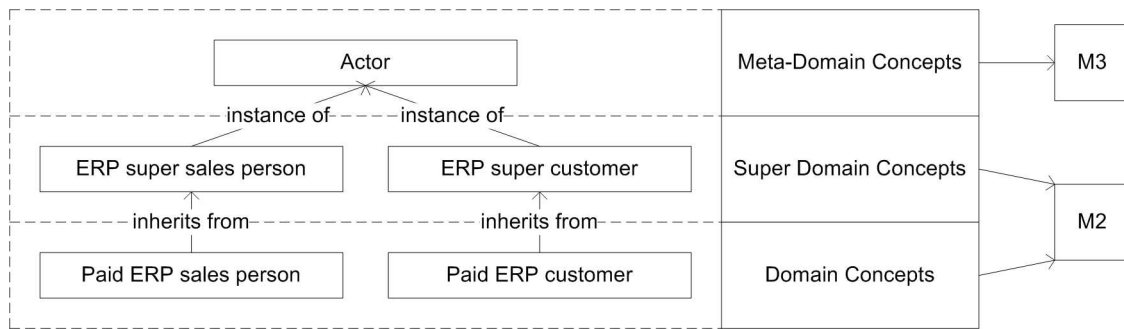 Actor
Meta-Domain Concepts
M3
instance of
instance of
ERP super sales person
ERP super customer
Super Domain Concepts
M2
inherits from
inherits from
Paid ERP sales person
Paid ERP customer
Domain Concepts